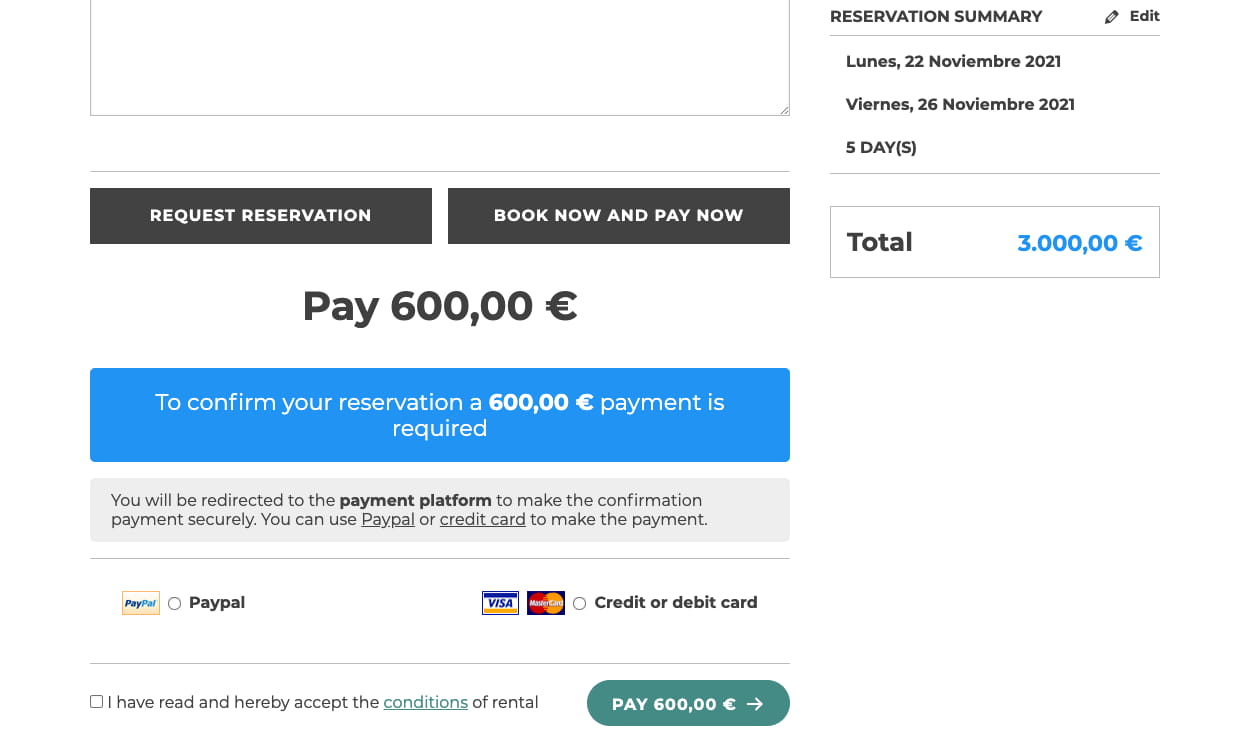 RESERVATION SUMMARY
Edit
Lunes, 22 Noviembre 2021
Viernes, 26 Noviembre 2021
5 DAY(S)
Total
3.000,00 €
REQUEST RESERVATION
BOOK NOW AND PAY NOW
Pay 600,00 €
To confirm your reservation a 600,00 € payment is
required
You will be redirected to the payment platform to make the confirmation
payment securely. You can use Paypal or credit card to make the payment.
PayPal
Paypal
VISA
MasterCard
Credit or debit card
I have read and hereby accept the conditions of rental
PAY 600,00 € →